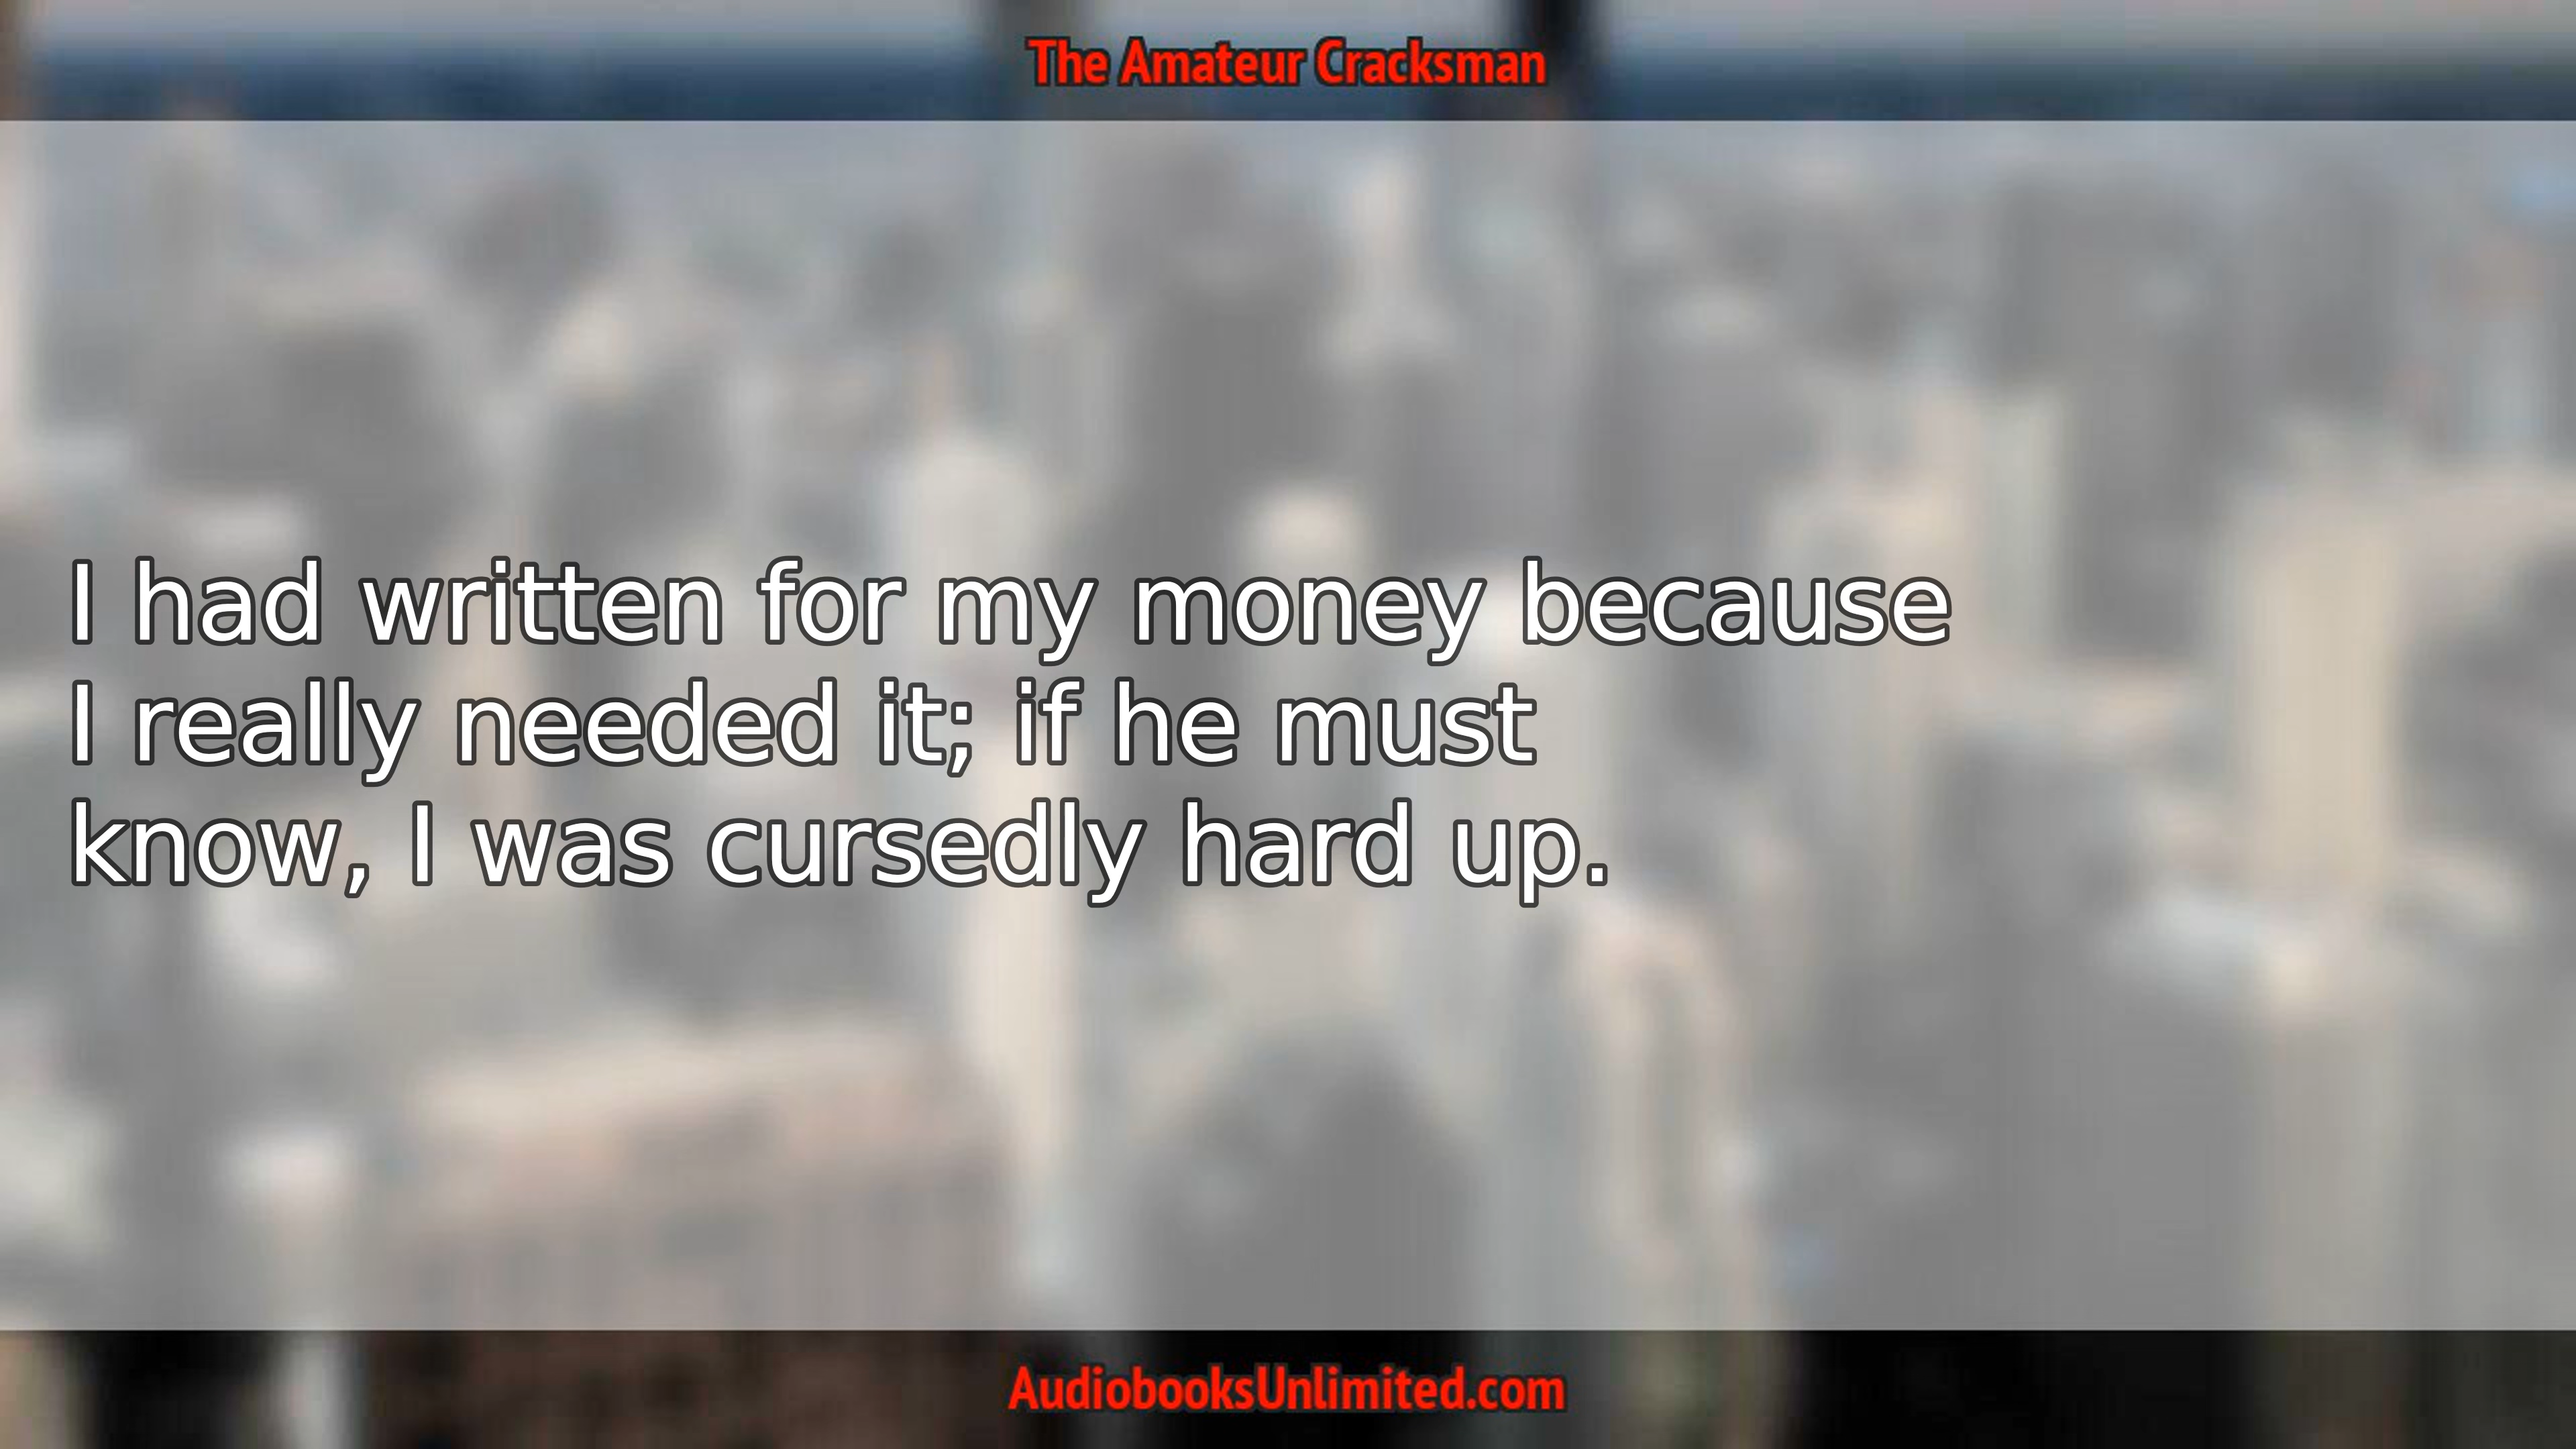 The Amateur Cracksman
I had written for my money because
I really needed it; if he must
know, I was cursedly hard up.
AudiobooksUnlimited.com